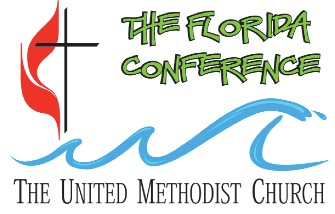 THE FLORIDA
CONFERENCE
THE UNITED METHODIST CHURCH